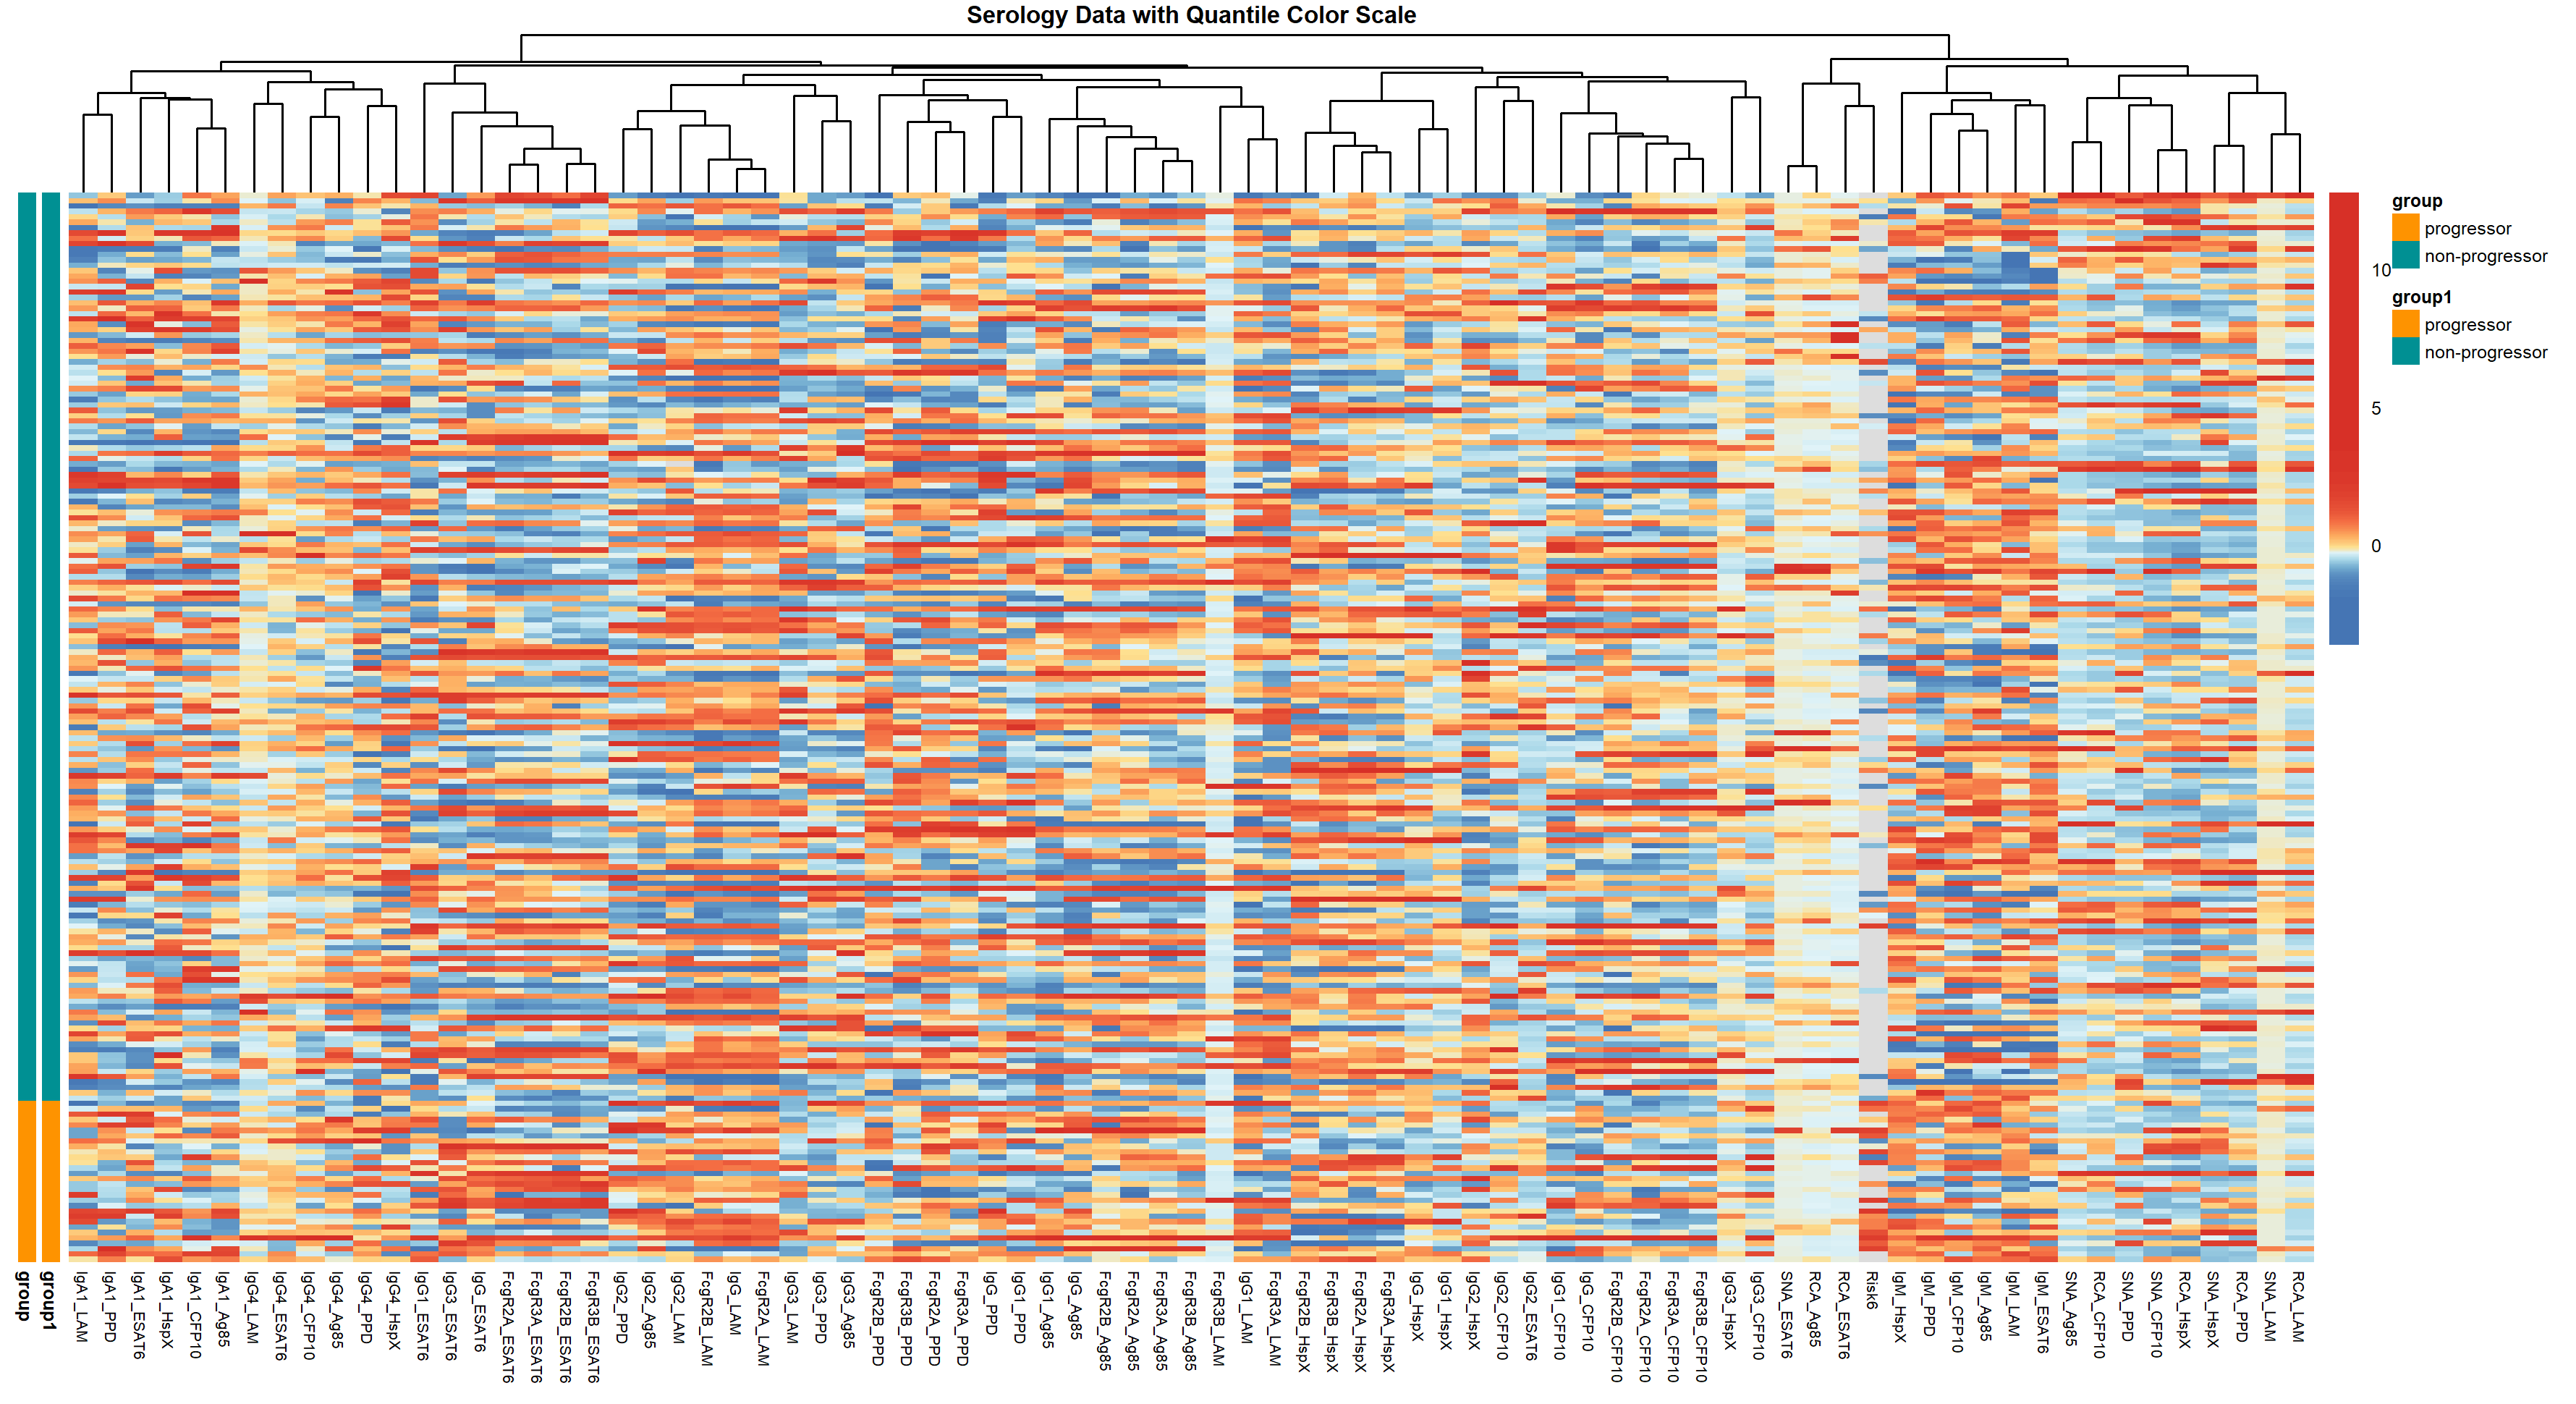 Serology Data with Quantile Color Scale
group
progressor
non-progressor
group1
progressor
non-progressor
10
5
0
group
group1
IgA1_LAM
IgA1_PPD
IgA1_ESAT6
IgA1_HspX
IgA1_CFP10
IgA1_Ag85
IgG4_LAM
IgG4_ESAT6
IgG4_CFP10
IgG4_Ag85
IgG4_PPD
IgG4_HspX
IgG1_ESAT6
IgG3_ESAT6
IgG_ESAT6
FcgR2A_ESAT6
FcgR3A_ESAT6
FcgR2B_ESAT6
FcgR3B_ESAT6
IgG2_PPD
IgG2_Ag85
IgG2_LAM
FcgR2B_LAM
IgG_LAM
FcgR2A_LAM
IgG3_LAM
IgG3_PPD
IgG3_Ag85
FcgR2B_PPD
FcgR3B_PPD
FcgR2A_PPD
FcgR3A_PPD
IgG_PPD
IgG1_PPD
IgG1_Ag85
IgG_Ag85
FcgR2B_Ag85
FcgR2A_Ag85
FcgR3A_Ag85
FcgR3B_Ag85
FcgR3B_LAM
IgG1_LAM
FcgR3A_LAM
FcgR2B_HspX
FcgR3B_HspX
FcgR2A_HspX
FcgR3A_HspX
IgG_HspX
IgG1_HspX
IgG2_HspX
IgG2_CFP10
IgG2_ESAT6
IgG1_CFP10
IgG_CFP10
FcgR2B_CFP10
FcgR2A_CFP10
FcgR3A_CFP10
FcgR3B_CFP10
IgG3_HspX
IgG3_CFP10
SNA_ESAT6
RCA_Ag85
RCA_ESAT6
Risk6
IgM_HspX
IgM_PPD
IgM_CFP10
IgM_Ag85
IgM_LAM
IgM_ESAT6
SNA_Ag85
RCA_CFP10
SNA_PPD
SNA_CFP10
RCA_HspX
SNA_HspX
RCA_PPD
SNA_LAM
RCA_LAM